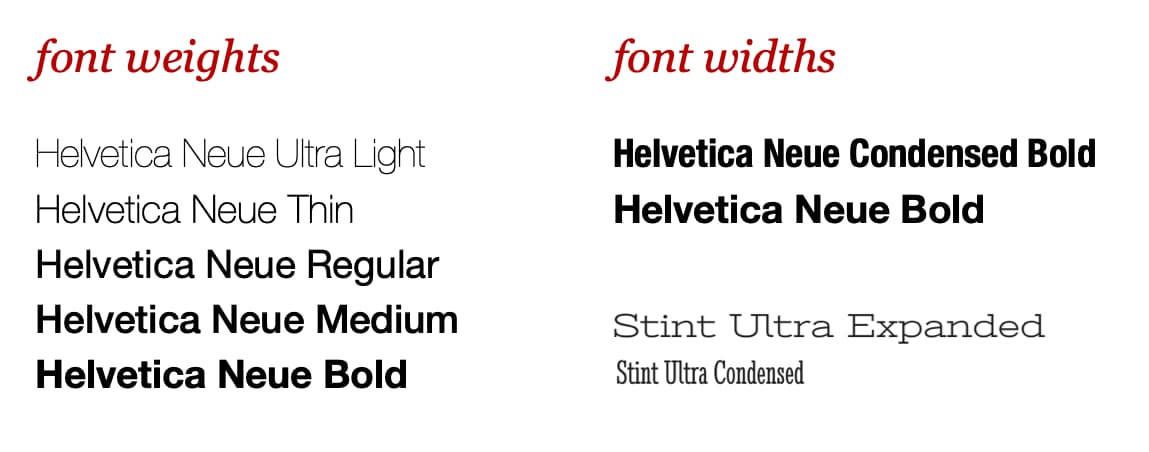 font weights
Helvetica Neue Ultra Light
Helvetica Neue Thin
Helvetica Neue Regular
Helvetica Neue Medium
Helvetica Neue Bold
font widths
Helvetica Neue Condensed Bold
Helvetica Neue Bold
Stint Ultra Expanded
Stint Ultra Condensed